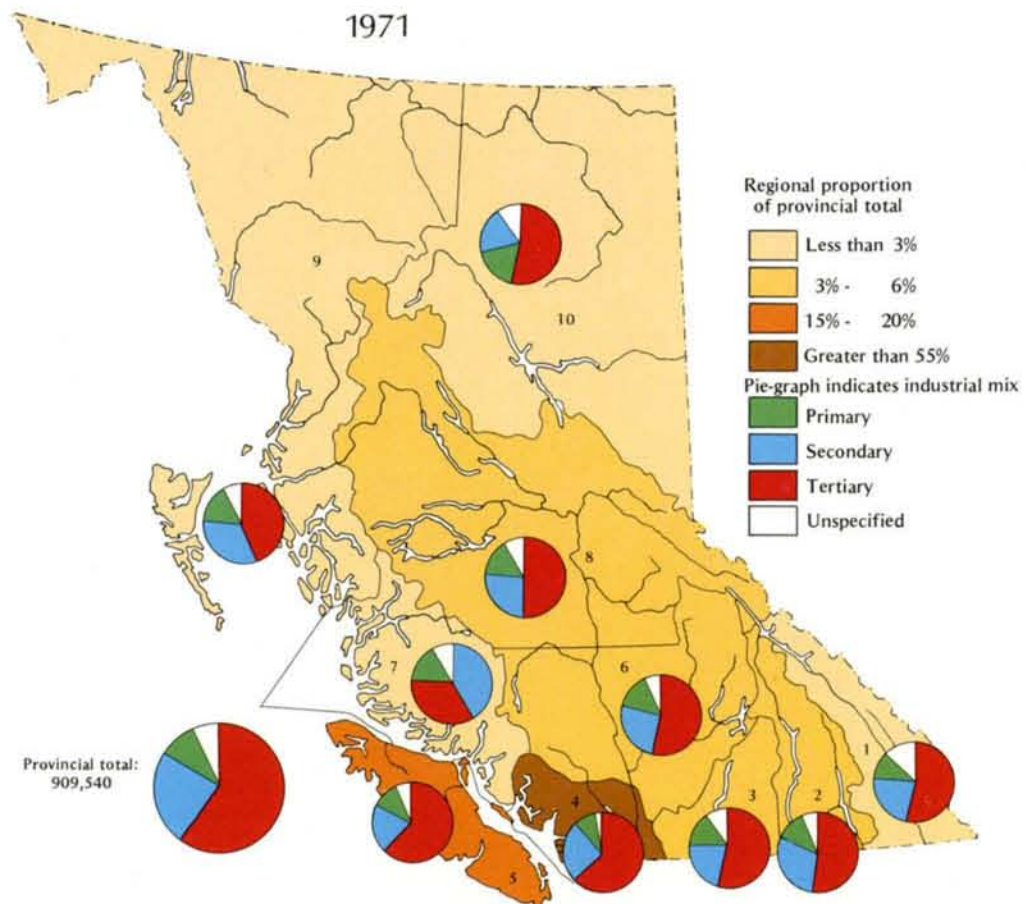 1971
Regional proportion
of provincial total
Less than 3%
3% - 6%
15% - 20%
Greater than 55%
Pie-graph indicates industrial mix
Primary
Secondary
Tertiary
Unspecified
9
10
8
7
6
1
Provincial total:
909,540
4
3
2
5